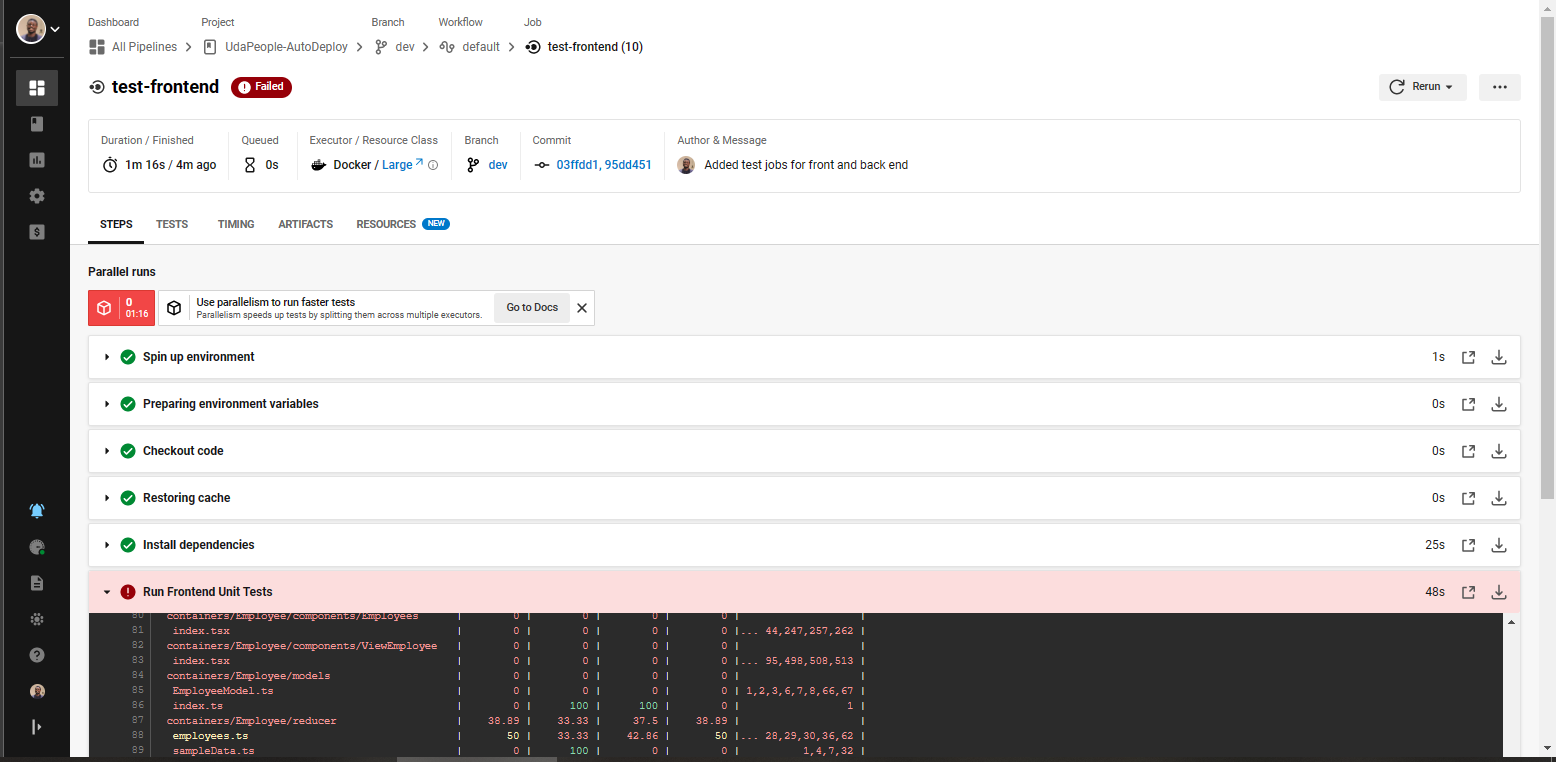 Dashboard Project Branch Workflow Job
All Pipelines UdaPeople-AutoDeploy dev default test-frontend (10)
test-frontend Failed
Rerun
Duration / Finished Queued Executor / Resource Class Branch Commit Author & Message
1m 16s / 4m ago 0s Docker / Large dev 03ffdd1, 95dd451 Added test jobs for front and back end
STEPS TESTS TIMING ARTIFACTS RESOURCES NEW
Parallel runs
0
01:16
Use parallelism to run faster tests
Parallelism speeds up tests by splitting them across multiple executors.
Go to Docs
Spin up environment 1s
Preparing environment variables 0s
Checkout code 0s
Restoring cache 0s
Install dependencies 25s
Run Frontend Unit Tests 48s
80 containers/Employee/components/Employees | 0 | 0 | 0 | 0 | |
81 index.tsx | 0 | 0 | 0 | 0 |... 44,247,257,262 |
82 containers/Employee/components/ViewEmployee | 0 | 0 | 0 | 0 | |
83 index.tsx | 0 | 0 | 0 | 0 |... 95,498,508,513 |
84 containers/Employee/models | 0 | 0 | 0 | 0 | |
85 EmployeeModel.ts | 0 | 0 | 0 | 0 | 1,2,3,6,7,8,66,67 |
86 index.ts | 0 | 100 | 100 | 0 | 1 |
87 containers/Employee/reducer | 38.89 | 33.33 | 37.5 | 38.89 | |
88 employees.ts | 50 | 33.33 | 42.86 | 50 |... 28,29,30,36,62 |
89 sampleData.ts | 0 | 100 | 0 | 0 | 1,4,7,32 |